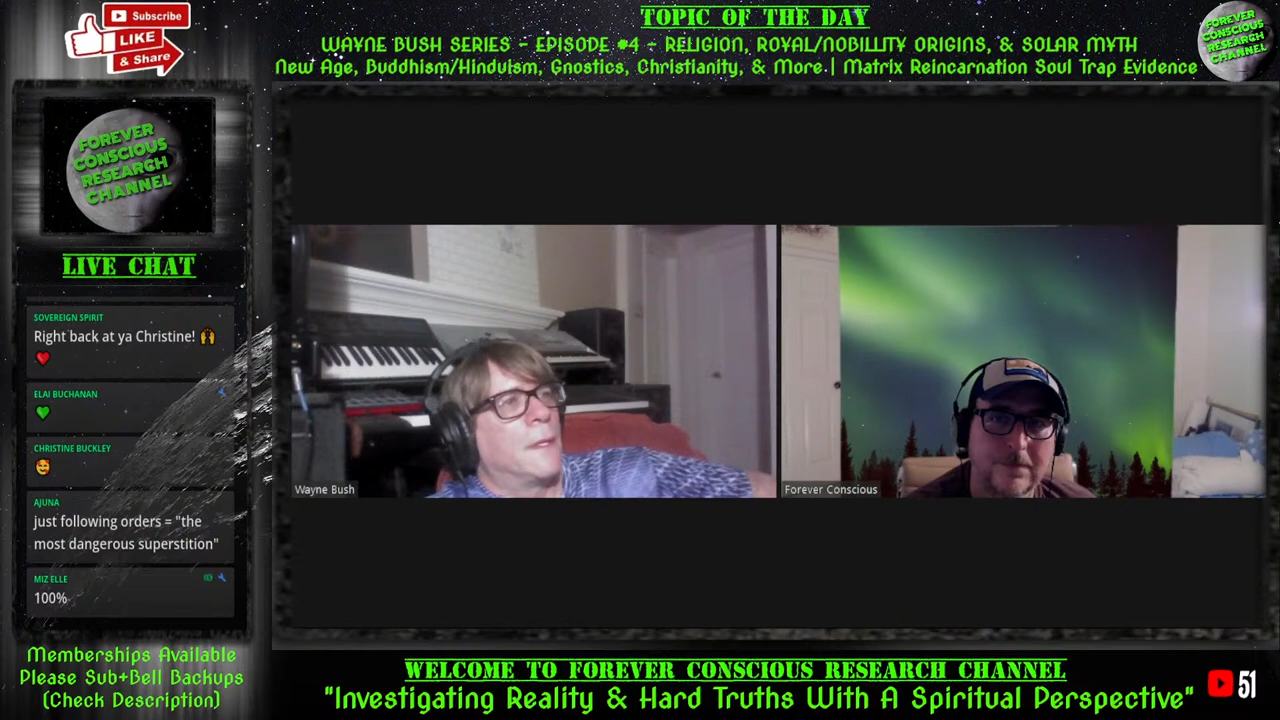 Subscribe
LIKE
& Share
TOPIC OF THE DAY
WAYNE BUSH SERIES - EPISODE #4 - RELIGION, ROYAL/NOBILLITY ORIGINS, & SOLAR MYTH
New Age, Buddhism/Hinduism, Gnostics, Christianity, & More | Matrix Reincarnation Soul Trap Evidence
FOREVER
CONSCIOUS
RESEARCH
CHANNEL
FOREVER
CONSCIOUS
RESEARCH
CHANNEL
LIVE CHAT
SOVEREIGN SPIRIT
Right back at ya Christine! 🙌
❤️
ELAI BUCHANAN
💚
CHRISTINE BUCKLEY
🥰
AJUNA
just following orders = "the
most dangerous superstition"
MIZ ELLE
100%
Wayne Bush
Forever Conscious
Memberships Available
Please Sub+Bell Backups
(Check Description)
WELCOME TO FOREVER CONSCIOUS RESEARCH CHANNEL
"Investigating Reality & Hard Truths With A Spiritual Perspective"
51